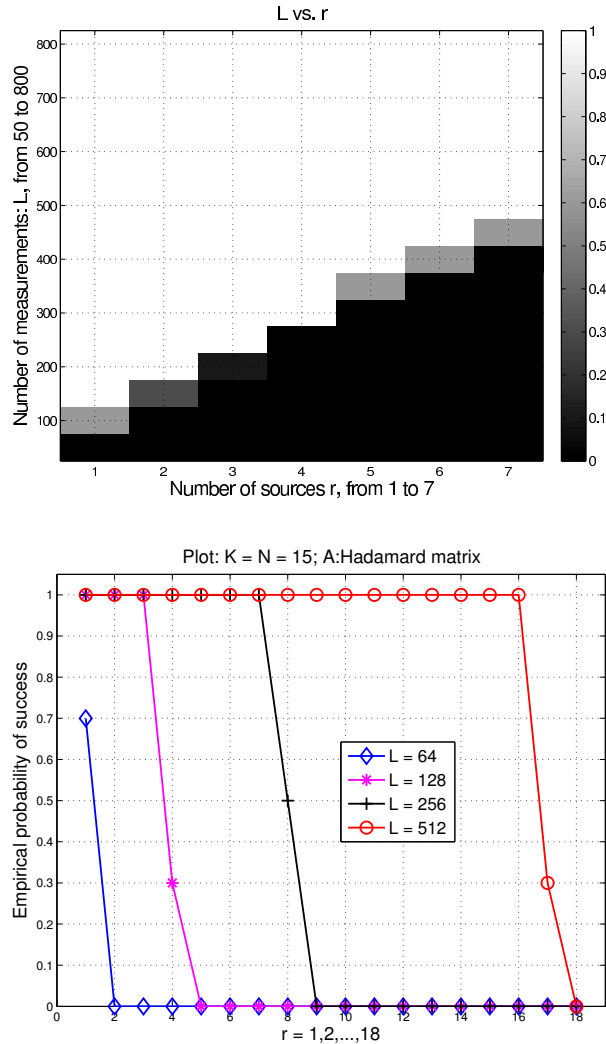 L vs. r
Number of measurements: L, from 50 to 800
800
700
600
500
400
300
200
100
1 2 3 4 5 6 7
Number of sources r, from 1 to 7
1
0.9
0.8
0.7
0.6
0.5
0.4
0.3
0.2
0.1
0
Plot: K = N = 15; A:Hadamard matrix
Empirical probability of success
1
0.9
0.8
0.7
0.6
0.5
0.4
0.3
0.2
0.1
0
L = 64
L = 128
L = 256
L = 512
0 2 4 6 8 10 12 14 16 18
r = 1,2,...,18